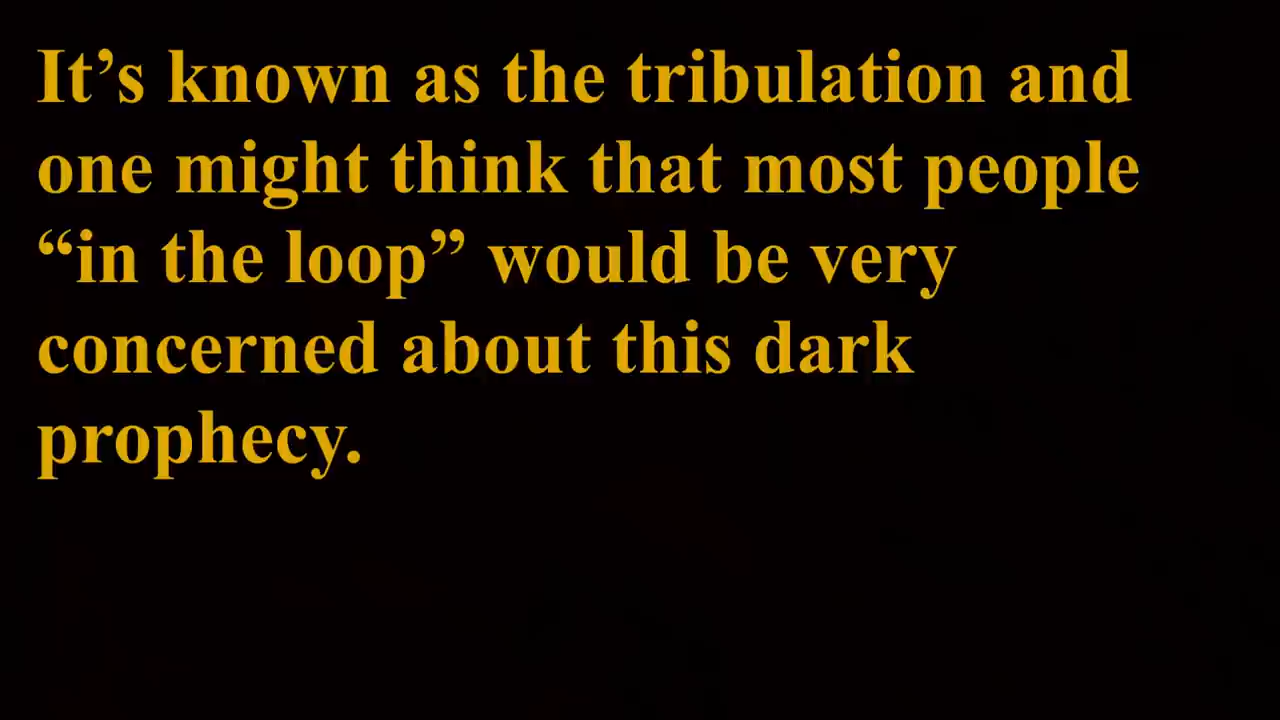 It’s known as the tribulation and
one might think that most people
“in the loop” would be very
concerned about this dark
prophecy.